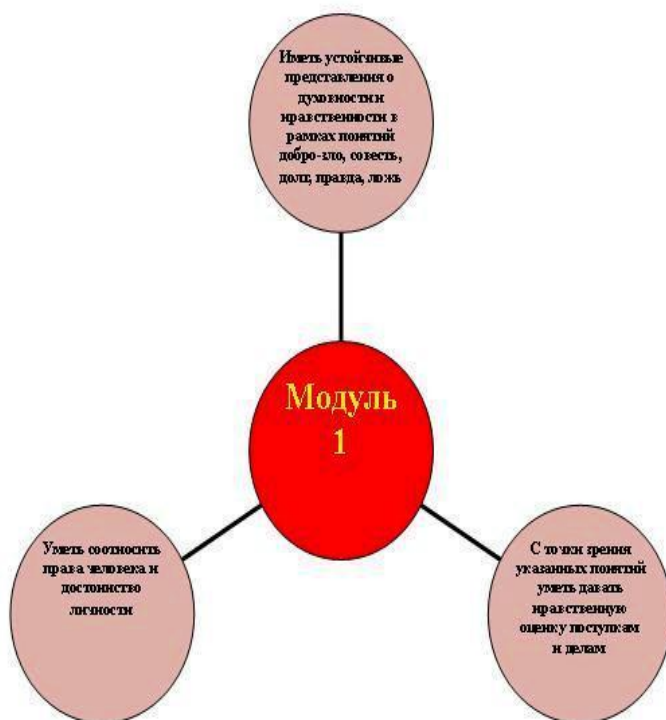 Иметь устойчивые
представления о
духовности и
нравственности в
рамках понятий
добро-зло, совесть,
долг, правда, ложь
Модуль
1
Уметь соотносить
права человека и
достоинство
личности
С точки зрения
указанных понятий
уметь давать
нравственную
оценку поступкам
и делам